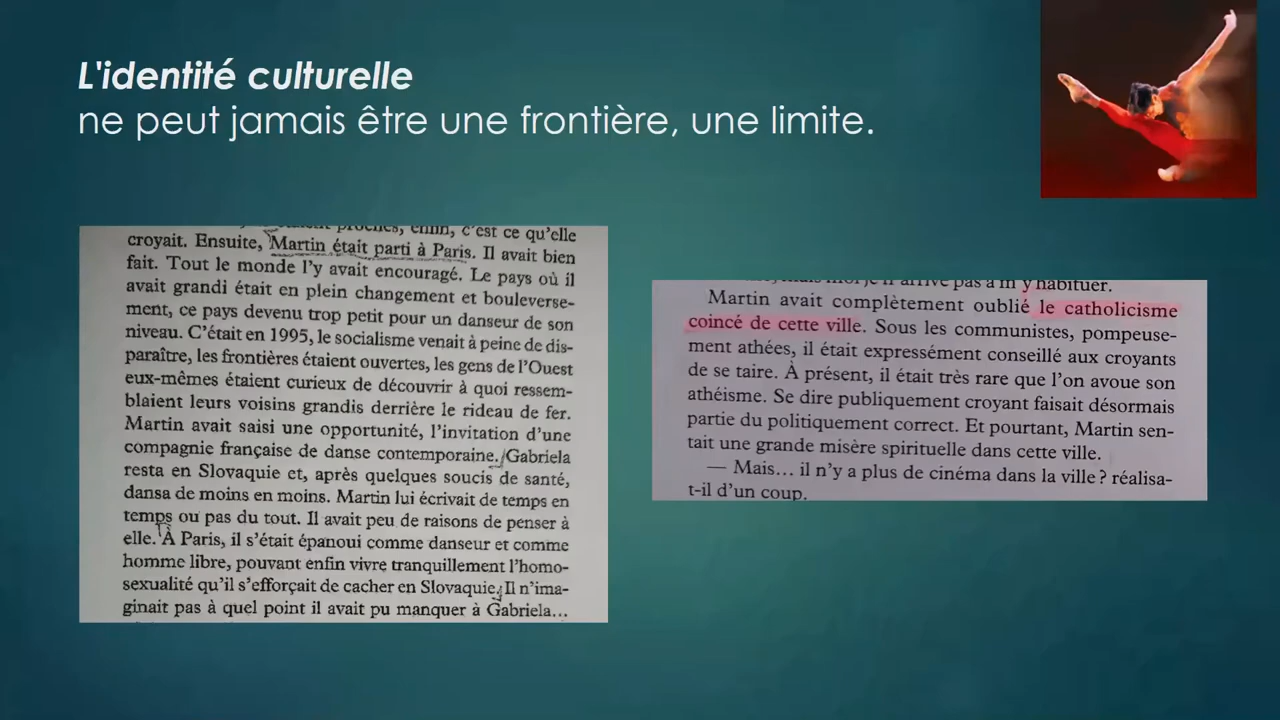 L'identité culturelle
ne peut jamais être une frontière, une limite.
proches, enfin, c'est ce qu'elle
croyait. Ensuite, Martin était parti à Paris. Il avait bien
fait. Tout le monde l'y avait encouragé. Le pays où il
avait grandi était en plein changement et bouleverse-
ment, ce pays devenu trop petit pour un danseur de son
niveau. C'était en 1995, le socialisme venait à peine de dis-
paraître, les frontières étaient ouvertes, les gens de l'Ouest
eux-mêmes étaient curieux de découvrir à quoi ressem-
blaient leurs voisins grandis derrière le rideau de fer.
Martin avait saisi une opportunité, l'invitation d'une
compagnie française de danse contemporaine. Gabriela
resta en Slovaquie et, après quelques soucis de santé,
dansa de moins en moins. Martin lui écrivait de temps en
temps ou pas du tout. Il avait peu de raisons de penser à
elle. À Paris, il s'était épanoui comme danseur et comme
homme libre, pouvant enfin vivre tranquillement l'homo-
sexualité qu'il s'efforçait de cacher en Slovaquie. Il n'ima-
ginait pas à quel point il avait pu manquer à Gabriela...
mais moi je n'arrive pas à m'y habituer.
Martin avait complètement oublié le catholicisme
coincé de cette ville. Sous les communistes, pompeuse-
ment athées, il était expressément conseillé aux croyants
de se taire. À présent, il était très rare que l'on avoue son
athéisme. Se dire publiquement croyant faisait désormais
partie du politiquement correct. Et pourtant, Martin sen-
tait une grande misère spirituelle dans cette ville.
— Mais... il n'y a plus de cinéma dans la ville ? réalisa-
t-il d'un coup.